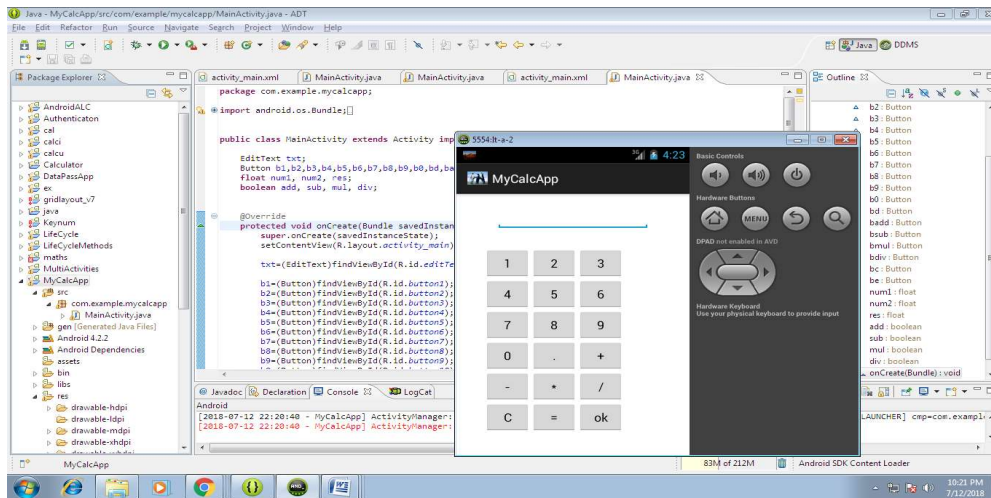 Java - MyCalcApp/src/com/example/mycalcapp/MainActivity.java - ADT
File Edit Refactor Run Source Navigate Search Project Window Help
Java DDMS
Package Explorer
AndroidALC
Authenticaton
cal
calci
calcu
Calculator
DataPassApp
ex
gridlayout_v7
java
Keynum
LifeCycle
LifeCycleMethods
maths
MultiActivities
MyCalcApp
src
com.example.mycalcapp
MainActivity.java
gen [Generated Java Files]
Android 4.2.2
Android Dependencies
assets
bin
libs
res
drawable-hdpi
drawable-ldpi
drawable-mdpi
drawable-xhdpi
activity_main.xml MainActivity.java MainActivity.java activity_main.xml MainActivity.java
package com.example.mycalcapp;
import android.os.Bundle;
public class MainActivity extends Activity imp
EditText txt;
Button b1,b2,b3,b4,b5,b6,b7,b8,b9,b0,bd,ba
float num1, num2, res;
boolean add, sub, mul, div;
@Override
protected void onCreate(Bundle savedInstan
super.onCreate(savedInstance
setContentView(R.layout.activity_main)
txt=(EditText)findViewById(R.id.editTe
b1=(Button)findViewById(R.id.button1);
b2=(Button)findViewById(R.id.button2);
b3=(Button)findViewById(R.id.button3);
b4=(Button)findViewById(R.id.button4);
b5=(Button)findViewById(R.id.button5);
b6=(Button)findViewById(R.id.button6);
b7=(Button)findViewById(R.id.button7);
b8=(Button)findViewById(R.id.button8);
b9=(Button)findViewById(R.id.button9);
5554:lt-a-2
3G 4:23
MyCalcApp
1 2 3
4 5 6
7 8 9
0 . +
- * /
C = ok
Basic Controls
Hardware Buttons
MENU
DPAD not enabled in AVD
Hardware Keyboard
Use your physical keyboard to provide input
Outline
b2 : Button
b3 : Button
b4 : Button
b5 : Button
b6 : Button
b7 : Button
b8 : Button
b9 : Button
b0 : Button
bd : Button
badd : Button
bsub : Button
bmul : Button
bdiv : Button
bc : Button
be : Button
num1 : float
num2 : float
res : float
add : boolean
sub : boolean
mul : boolean
div : boolean
onCreate(Bundle) : void
Javadoc Declaration Console LogCat
Android
[2018-07-12 22:20:40 - MyCalcApp] ActivityManager:
[2018-07-12 22:20:40 - MyCalcApp] ActivityManager:
LAUNCHER] cmp=com.example
MyCalcApp
83M of 212M
Android SDK Content Loader
10:21 PM
7/12/2018